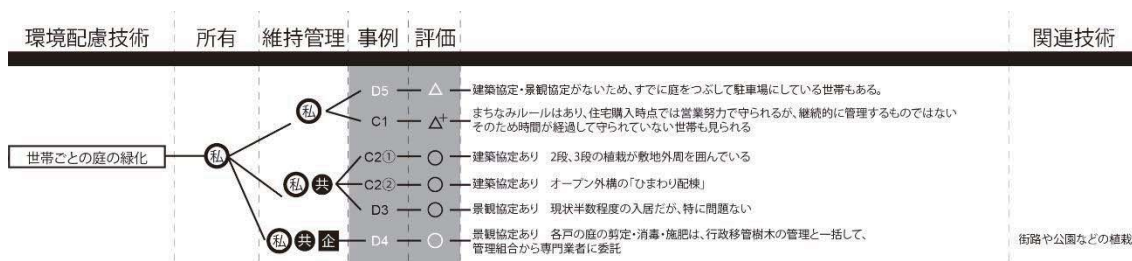 環境配慮技術 所有 維持管理 事例 評価 関連技術
D5 △ 建築協定・景観協定がないため、すでに庭をつぶして駐車場にしている世帯もある。
私
C1 △+ まちなみルールはあり、住宅購入時点では営業努力で守られるが、継続的に管理するものではない
そのため時間が経過して守られていない世帯も見られる
世帯ごとの庭の緑化 私
C2① ○ 建築協定あり 2段、3段の植栽が敷地外周を囲んでいる
私 共 C2② ○ 建築協定あり オープン外構の「ひまわり配棟」
D3 ○ 景観協定あり 現状半数程度の入居だが、特に問題ない
私 共 企 D4 ○ 景観協定あり 各戸の庭の剪定・消毒・施肥は、行政移管樹木の管理と一括して、
管理組合から専門業者に委託
街路や公園などの植栽